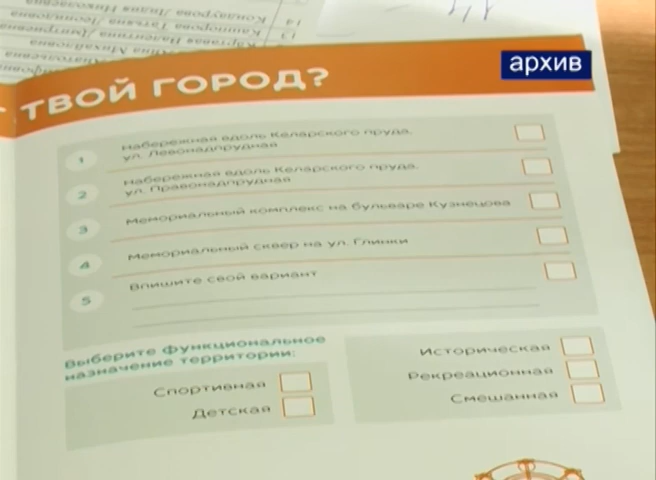 архив
ТВОЙ ГОРОД?
1
Набережная вдоль Келарского пруда,
ул. Левонадпрудная
2
Набережная вдоль Келарского пруда,
ул. Правонадпрудная
3
Мемориальный комплекс на бульваре Кузнецова
4
Мемориальный сквер на ул. Глинки
5
Впишите свой вариант
Выберите функциональное
назначение территории:
Спортивная
Детская
Историческая
Рекреационная
Смешанная